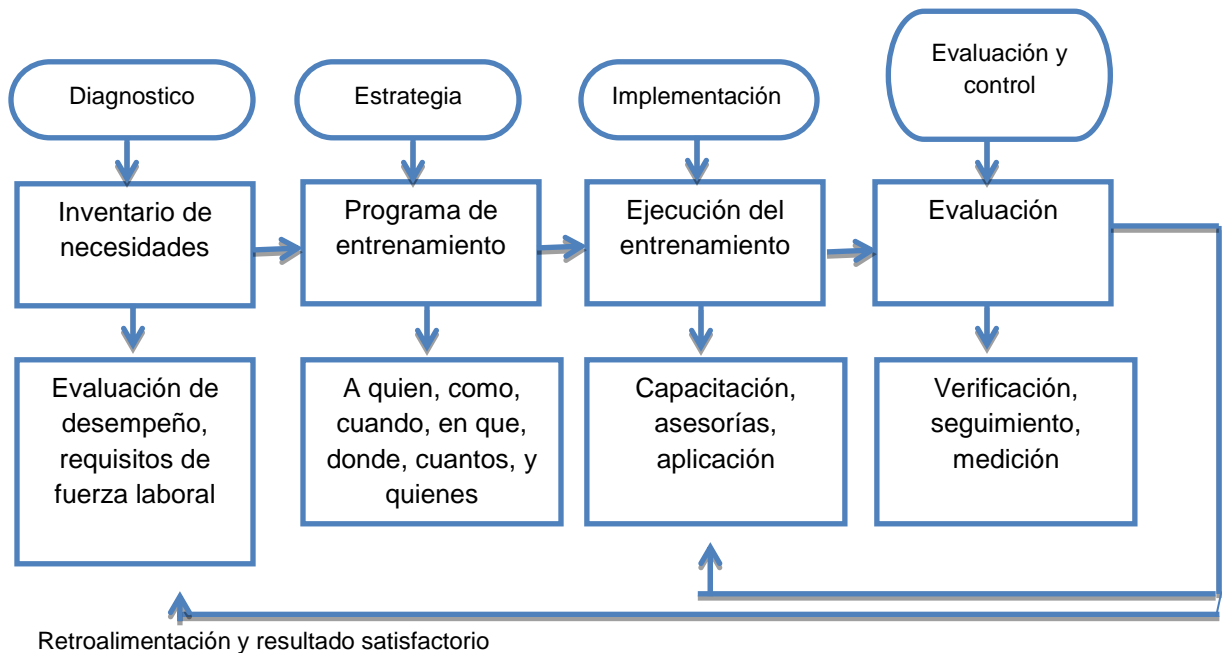 Diagnostico
Estrategia
Implementación
Evaluación y
control
Inventario de
necesidades
Programa de
entrenamiento
Ejecución del
entrenamiento
Evaluación
Evaluación de
desempeño,
requisitos de
fuerza laboral
A quien, como,
cuando, en que,
donde, cuantos, y
quienes
Capacitación,
asesorías,
aplicación
Verificación,
seguimiento,
medición
Retroalimentación y resultado satisfactorio